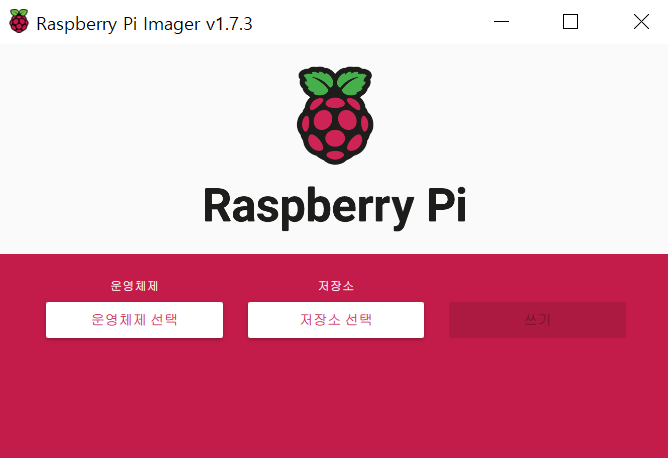 Raspberry Pi Imager v1.7.3
Raspberry Pi
운영체제
저장소
운영체제 선택
저장소 선택
쓰기